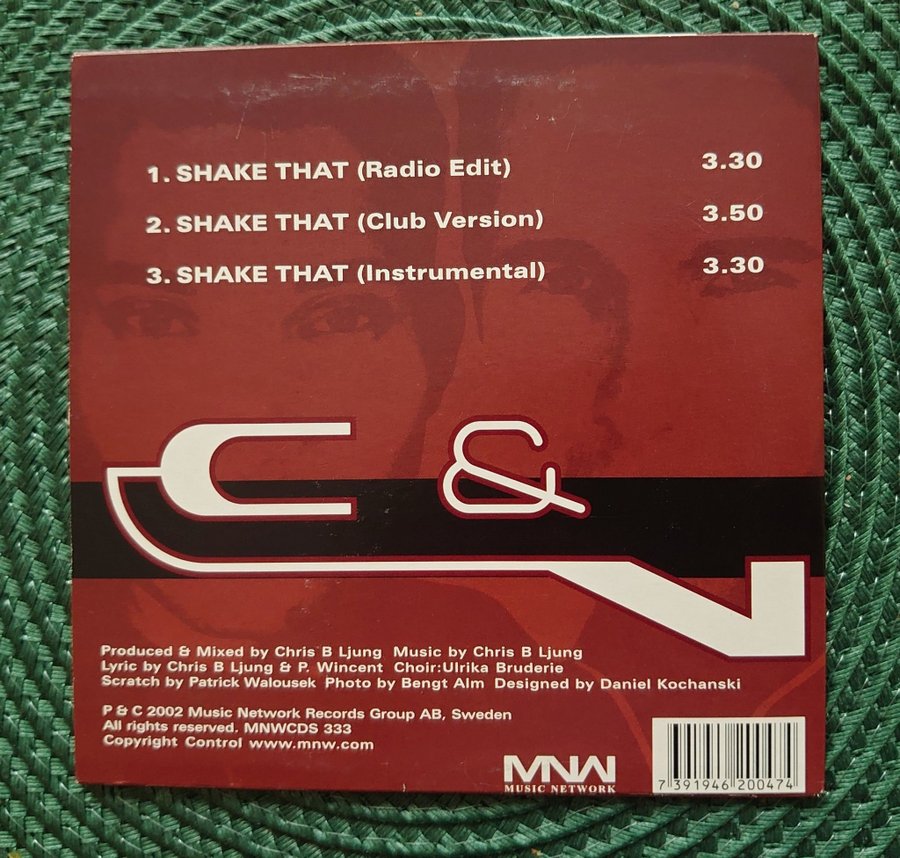 1. SHAKE THAT (Radio Edit) 3.30
2. SHAKE THAT (Club Version) 3.50
3. SHAKE THAT (Instrumental) 3.30
C & N
Produced & Mixed by Chris B Ljung Music by Chris B Ljung
Lyric by Chris B Ljung & P. Wincent Choir:Ulrika Bruderie
Scratch by Patrick Walousek Photo by Bengt Alm Designed by Daniel Kochanski
P & C 2002 Music Network Records Group AB, Sweden
All rights reserved. MNWCDS 333
Copyright Control www.mnw.com
MNW
MUSIC NETWORK
7 391946 200474